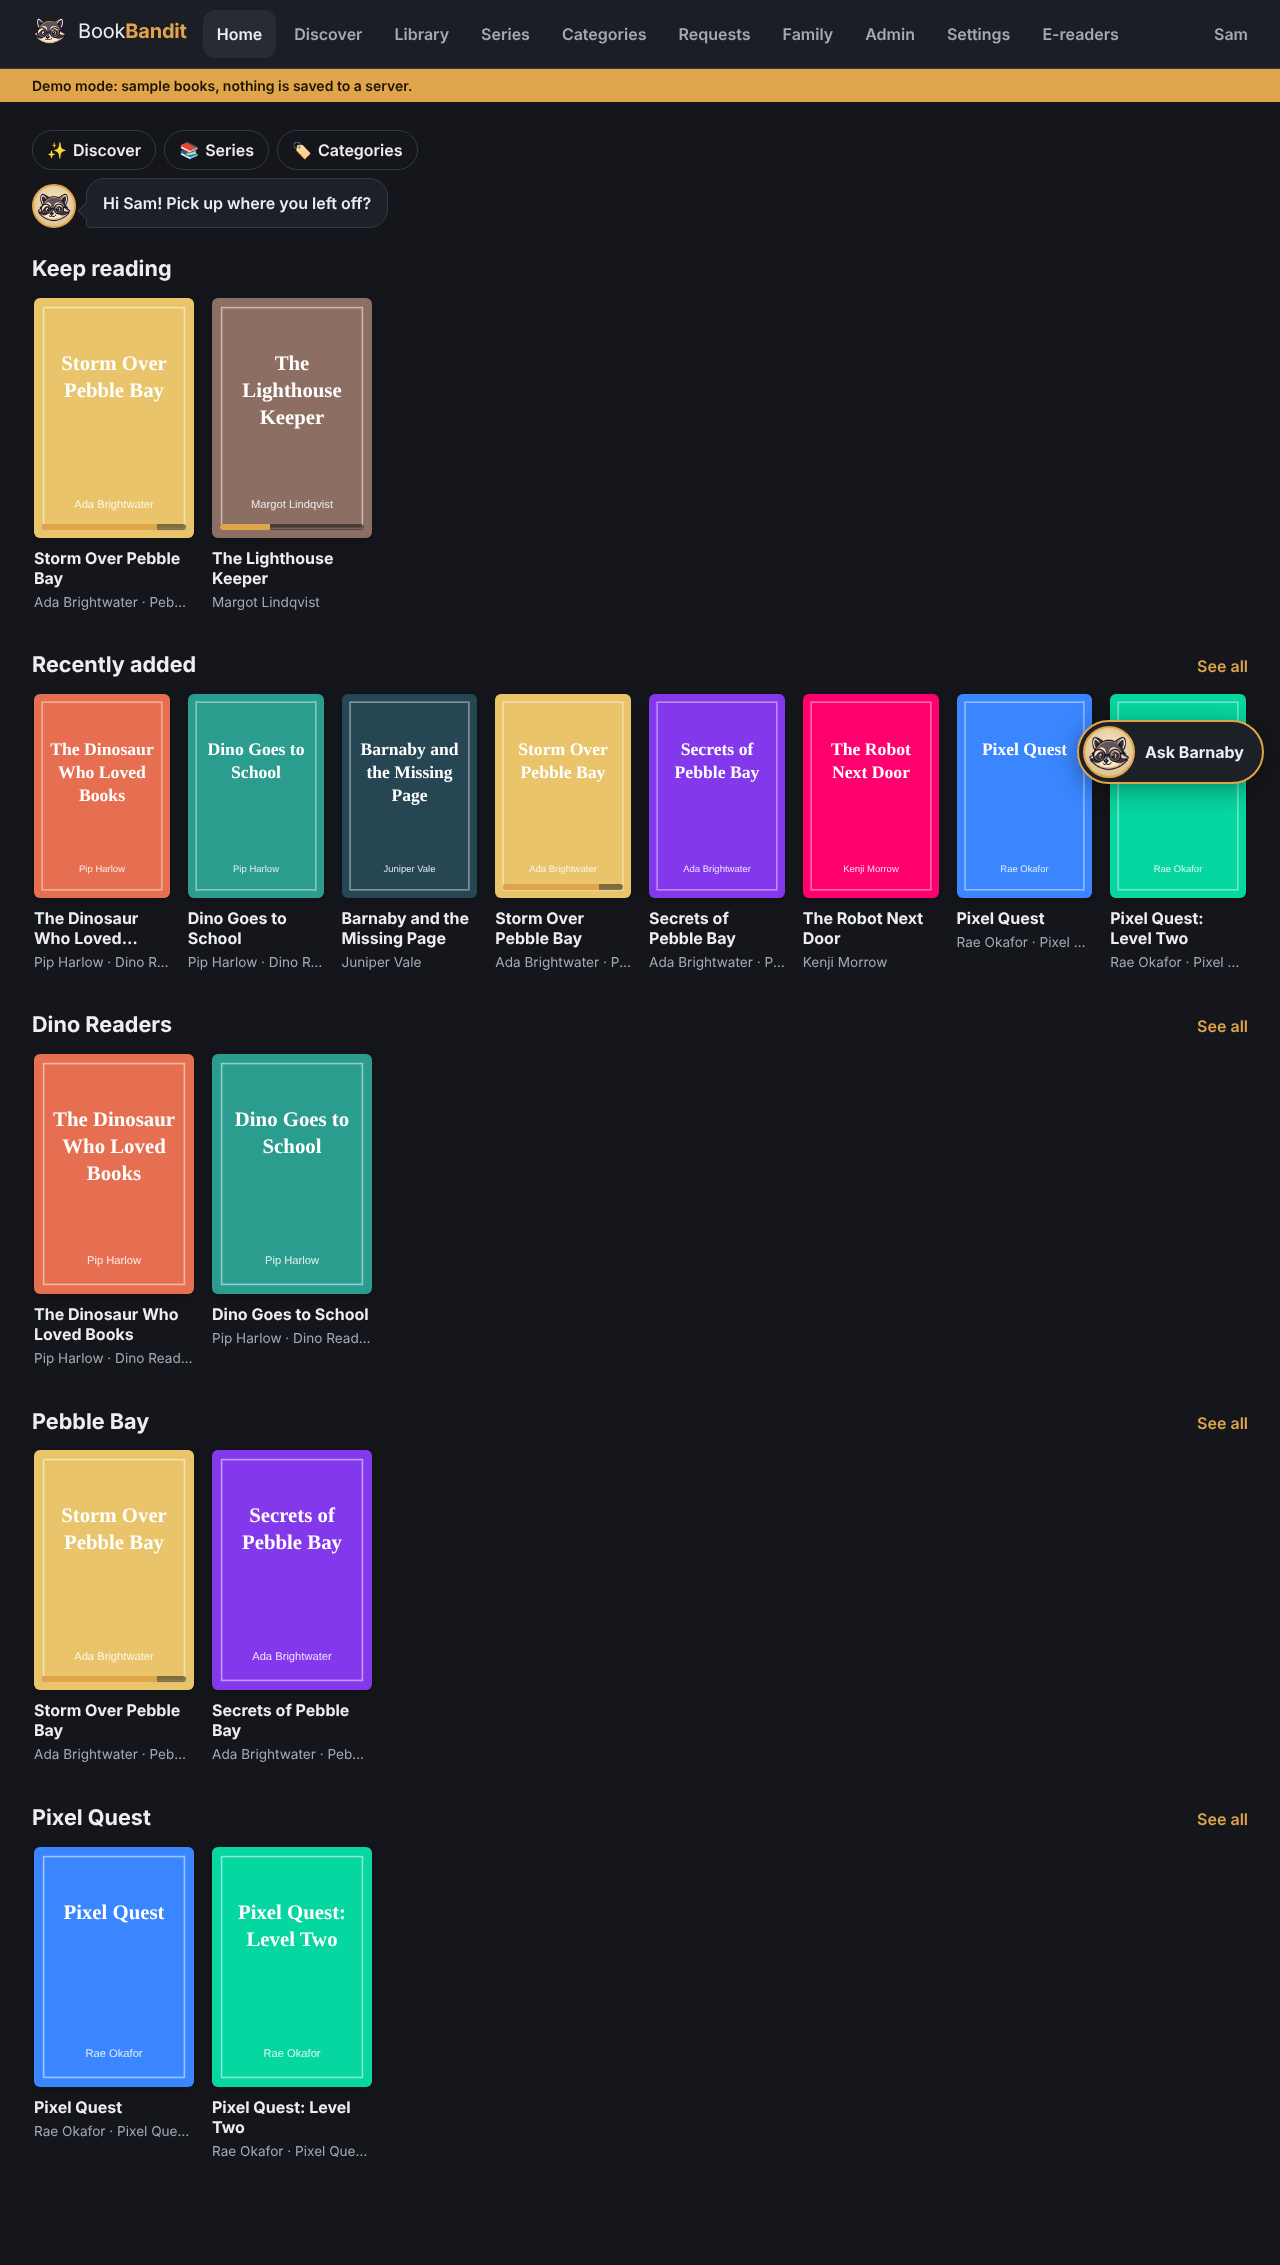 BookBandit
Home
Discover
Library
Series
Categories
Requests
Family
Admin
Settings
E-readers
Sam
Demo mode: sample books, nothing is saved to a server.
✨ Discover
📚 Series
🏷️ Categories
Hi Sam! Pick up where you left off?
Keep reading
Storm Over
Pebble Bay
Ada Brightwater
Storm Over Pebble
Bay
Ada Brightwater · Peb...
The
Lighthouse
Keeper
Margot Lindqvist
The Lighthouse
Keeper
Margot Lindqvist
Recently added
See all
The Dinosaur
Who Loved
Books
Pip Harlow
The Dinosaur
Who Loved...
Pip Harlow · Dino R...
Dino Goes to
School
Pip Harlow
Dino Goes to
School
Pip Harlow · Dino R...
Barnaby and
the Missing
Page
Juniper Vale
Barnaby and the
Missing Page
Juniper Vale
Storm Over
Pebble Bay
Ada Brightwater
Storm Over
Pebble Bay
Ada Brightwater · P...
Secrets of
Pebble Bay
Ada Brightwater
Secrets of
Pebble Bay
Ada Brightwater · P...
The Robot
Next Door
Kenji Morrow
The Robot Next
Door
Kenji Morrow
Pixel Quest
Rae Okafor
Pixel Quest
Rae Okafor · Pixel ...
Ask Barnaby
Rae Okafor
Pixel Quest:
Level Two
Rae Okafor · Pixel ...
Dino Readers
See all
The Dinosaur
Who Loved
Books
Pip Harlow
The Dinosaur Who
Loved Books
Pip Harlow · Dino Read...
Dino Goes to
School
Pip Harlow
Dino Goes to School
Pip Harlow · Dino Read...
Pebble Bay
See all
Storm Over
Pebble Bay
Ada Brightwater
Storm Over Pebble
Bay
Ada Brightwater · Peb...
Secrets of
Pebble Bay
Ada Brightwater
Secrets of Pebble
Bay
Ada Brightwater · Peb...
Pixel Quest
See all
Pixel Quest
Rae Okafor
Pixel Quest
Rae Okafor · Pixel Que...
Pixel Quest:
Level Two
Rae Okafor
Pixel Quest: Level
Two
Rae Okafor · Pixel Que...